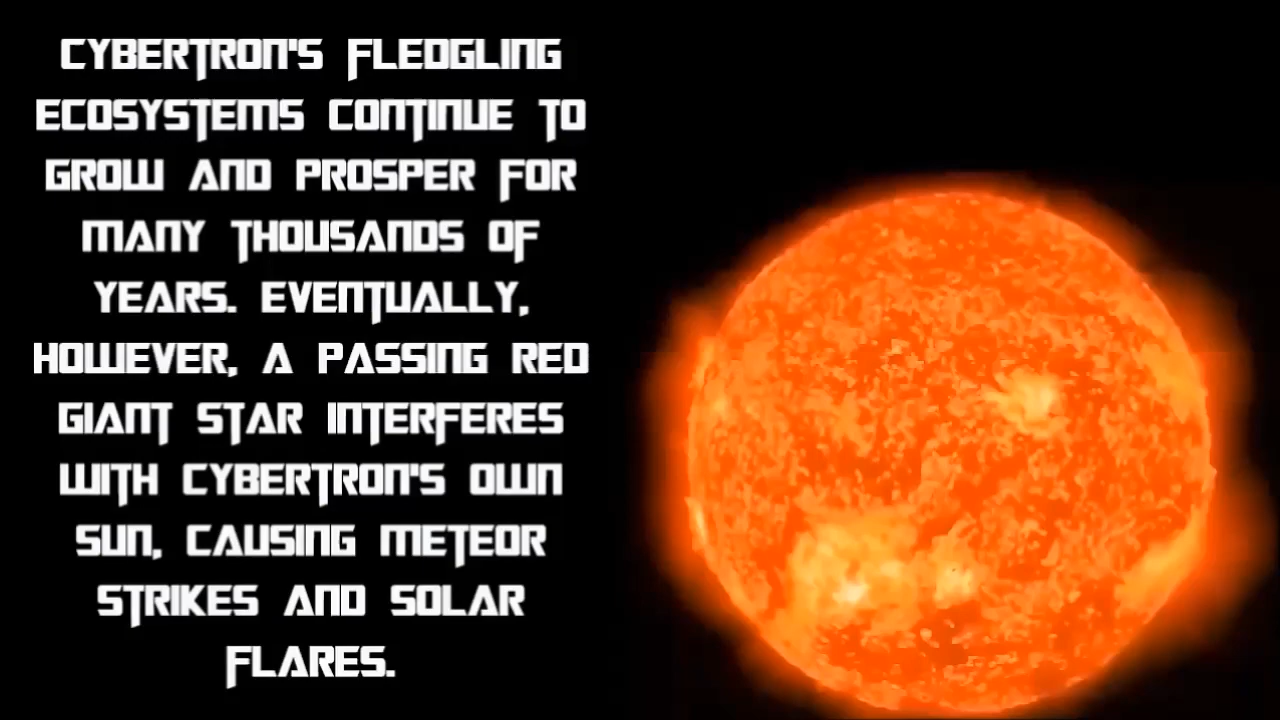 CYBERTRON'S FLEDGLING
ECOSYSTEMS CONTINUE TO
GROW AND PROSPER FOR
MANY THOUSANDS OF
YEARS. EVENTUALLY,
HOWEVER, A PASSING RED
GIANT STAR INTERFERES
WITH CYBERTRON'S OWN
SUN, CAUSING METEOR
STRIKES AND SOLAR
FLARES.